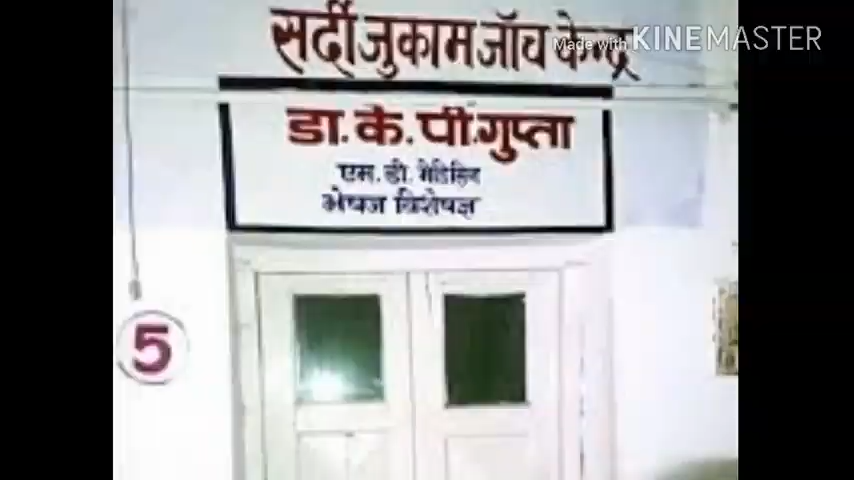 सर्दी जुकाम जॉच केन्द्र
Made with KINEMASTER
डा. के. पी. गुप्ता
एम. डी. मेडिसिन
भेषज विशेषज्ञ
5